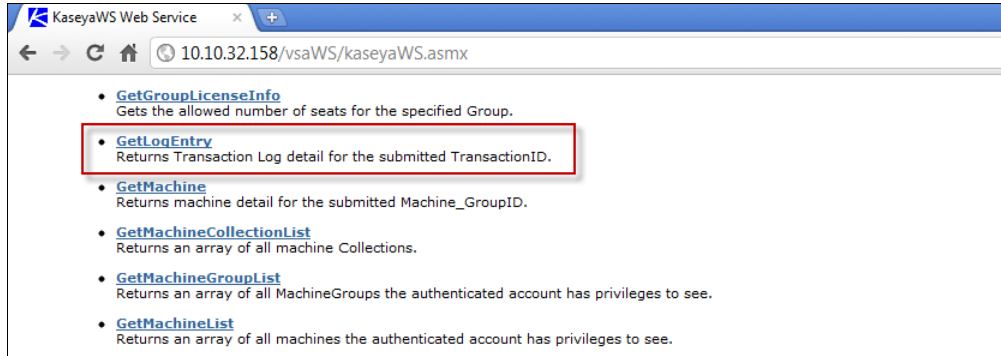 KaseyaWS Web Service
10.10.32.158/vsaWS/kaseyaWS.asmx
GetGroupLicenseInfo
Gets the allowed number of seats for the specified Group.
GetLogEntry
Returns Transaction Log detail for the submitted TransactionID.
GetMachine
Returns machine detail for the submitted Machine_GroupID.
GetMachineCollectionList
Returns an array of all machine Collections.
GetMachineGroupList
Returns an array of all MachineGroups the authenticated account has privileges to see.
GetMachineList
Returns an array of all machines the authenticated account has privileges to see.